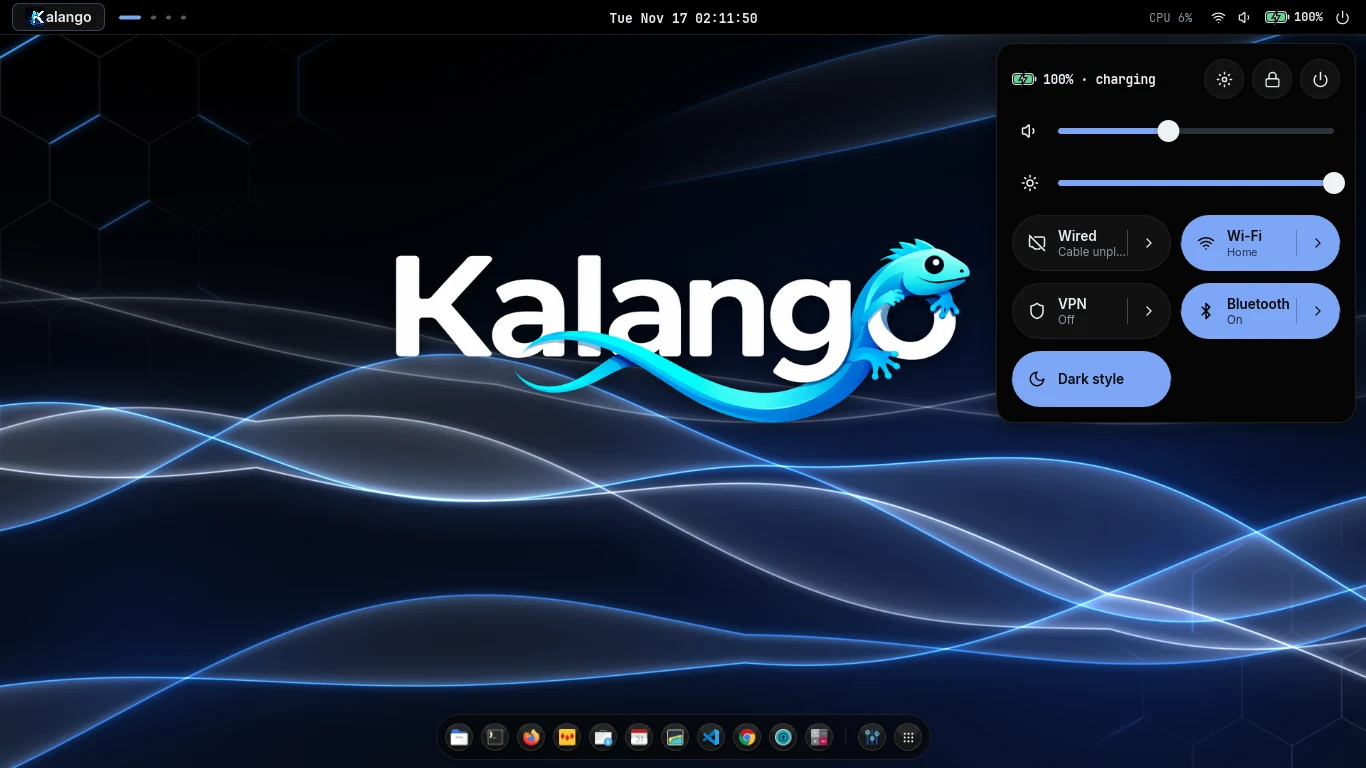 Kalango
Tue Nov 17 02:11:50
CPU 6%
100%
100% · charging
Wired
Cable unpl...
Wi-Fi
Home
VPN
Off
Bluetooth
On
Dark style
Kalango